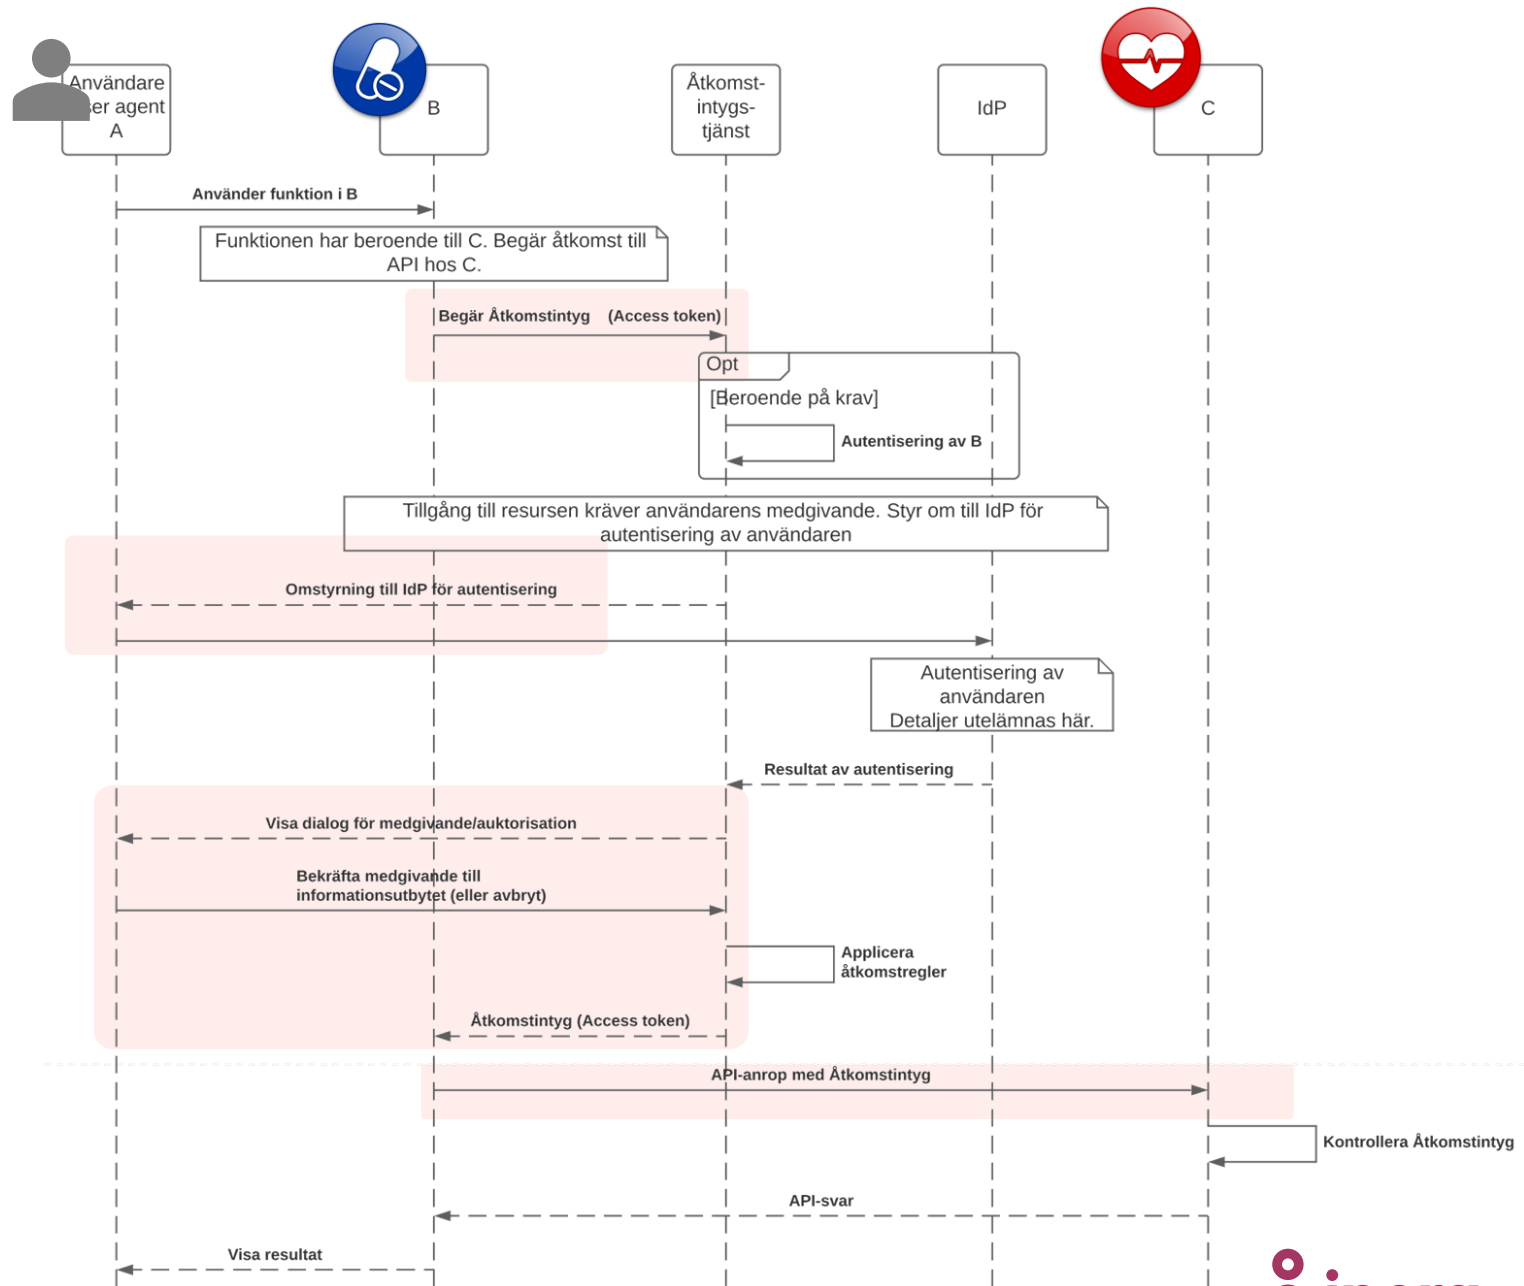 Användare
ser agent
A
B
Åtkomst-
intygs-
tjänst
IdP
C
Använder funktion i B
Funktionen har beroende till C. Begär åtkomst till
API hos C.
Begär Åtkomstintyg (Access token)
Opt
[Beroende på krav]
Autentisering av B
Tillgång till resursen kräver användarens medgivande. Styr om till IdP för
autentisering av användaren
Omstyrning till IdP för autentisering
Autentisering av
användaren
Detaljer utelämnas här.
Resultat av autentisering
Visa dialog för medgivande/auktorisation
Bekräfta medgivande till
informationsutbytet (eller avbryt)
Applicera
åtkomstregler
Åtkomstintyg (Access token)
API-anrop med Åtkomstintyg
Kontrollera Åtkomstintyg
API-svar
Visa resultat